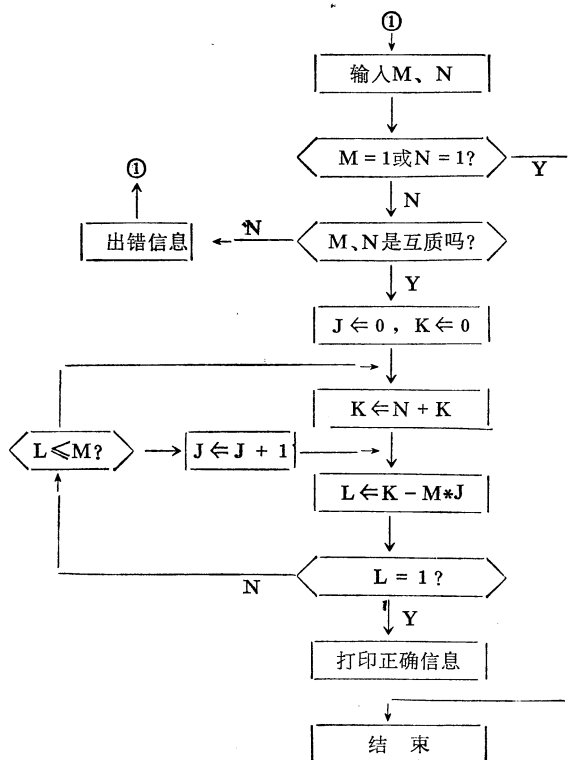 ①
输入M、N
M = 1或N = 1?
Y
N
①
出错信息
N
M、N是互质吗?
Y
J⇐0 , K⇐0
K⇐N + K
L≤M?
J⇐J + 1
L⇐K - M*J
N
L = 1 ?
Y
打印正确信息
结 束